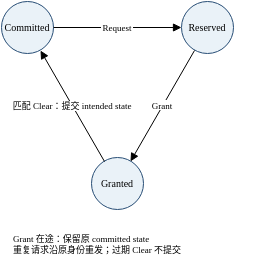 Committed
Request
Reserved
匹配 Clear：提交 intended state
Grant
Granted
Grant 在途：保留原 committed state
重复请求沿原身份重发；过期 Clear 不提交